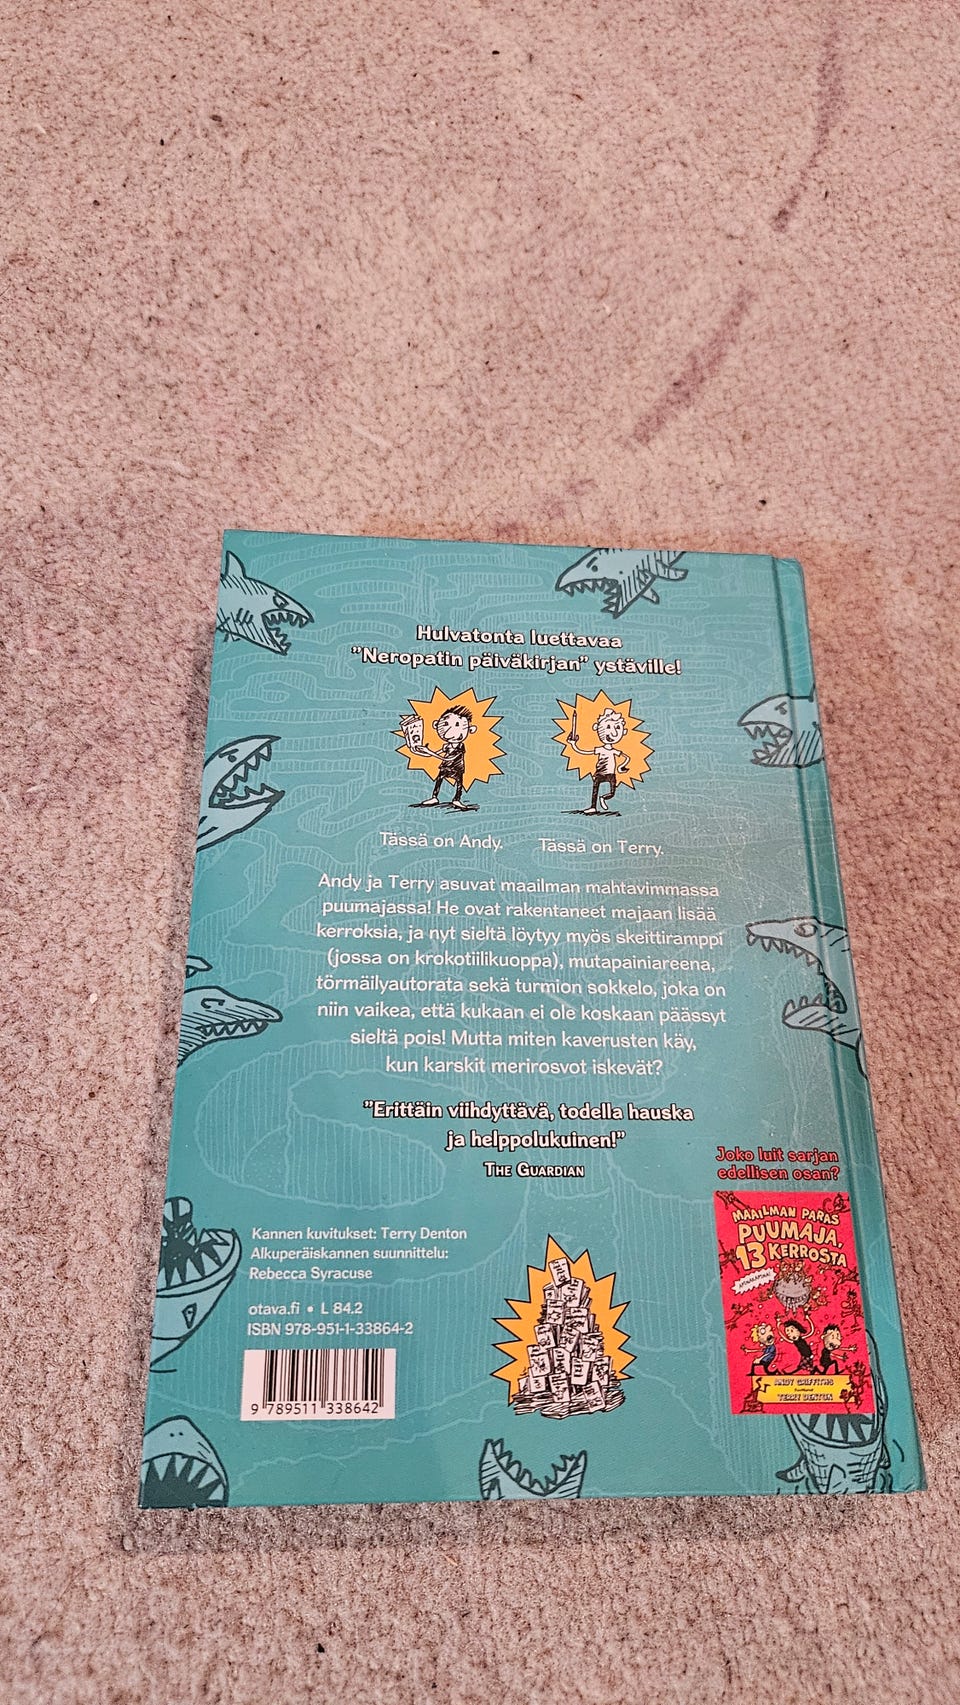 Hulvatonta luettavaa
”Neropatin päiväkirjan” ystäville!
Tässä on Andy.
Tässä on Terry.
Andy ja Terry asuvat maailman mahtavimmassa
puumajassa! He ovat rakentaneet majaan lisää
kerroksia, ja nyt sieltä löytyy myös skeittiramppi
(jossa on krokotiilikuoppa), mutapainiareena,
törmäilyautorata sekä turmion sokkelo, joka on
niin vaikea, että kukaan ei ole koskaan päässyt
sieltä pois! Mutta miten kaverusten käy,
kun karskit merirosvot iskevät?
”Erittäin viihdyttävä, todella hauska
ja helppolukuinen!”
THE GUARDIAN
Joko luit sarjan
edellisen osan?
MAAILMAN PARAS
PUUMAJA,
13 KERROSTA
ANDY GRIFFITHS
TERRY DENTON
Kannen kuvitukset: Terry Denton
Alkuperäiskannen suunnittelu:
Rebecca Syracuse
otava.fi • L 84.2
ISBN 978-951-1-33864-2
9 789511 338642